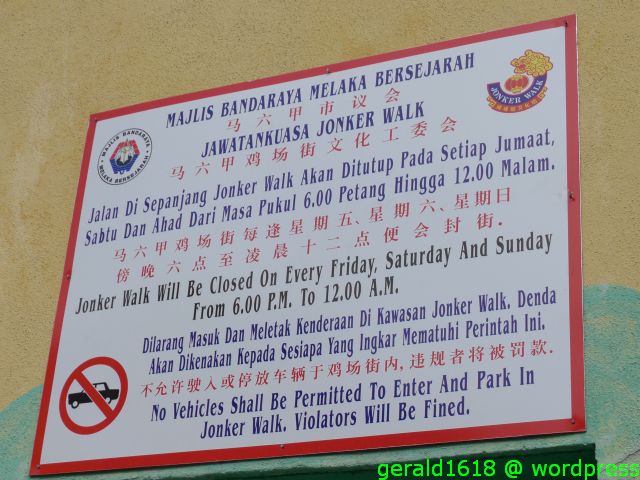 MAJLIS BANDARAYA MELAKA BERSEJARAH
马六甲市议会
JAWATANKUASA JONKER WALK
马六甲鸡场街文化工委会
MAJLIS BANDARAYA
MELAKA BERSEJARAH
JONKER WALK
Jalan Di Sepanjang Jonker Walk Akan Ditutup Pada Setiap Jumaat,
Sabtu Dan Ahad Dari Masa Pukul 6.00 Petang Hingga 12.00 Malam.
马六甲鸡场街每逢星期五、星期六、星期日
傍晚六点至凌晨十二点便会封街.
Jonker Walk Will Be Closed On Every Friday, Saturday And Sunday
From 6.00 P.M. To 12.00 A.M.
Dilarang Masuk Dan Meletak Kenderaan Di Kawasan Jonker Walk. Denda
Akan Dikenakan Kepada Sesiapa Yang Ingkar Mematuhi Perintah Ini.
不允许驶入或停放车辆于鸡场街内,违规者将被罚款.
No Vehicles Shall Be Permitted To Enter And Park In
Jonker Walk. Violators Will Be Fined.
gerald1618 @ wordpress